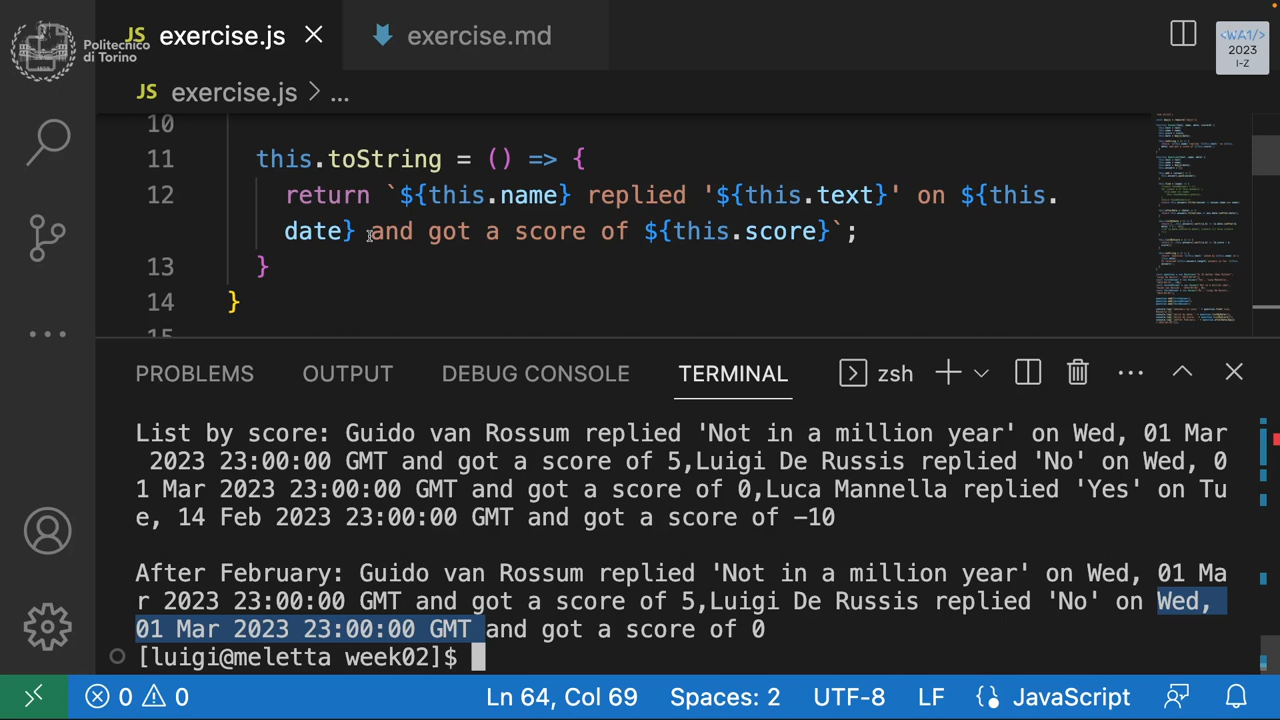 JS exercise.js
exercise.md
Politecnico
di Torino
<WA1/>
2023
I-Z
JS exercise.js > ...
10
11 this.toString = () => {
12 return `${this.name} replied '${this.text}' on ${this.
date} and got a score of ${this.score}`;
13 }
14 }
PROBLEMS OUTPUT DEBUG CONSOLE TERMINAL zsh
List by score: Guido van Rossum replied 'Not in a million year' on Wed, 01 Mar
2023 23:00:00 GMT and got a score of 5,Luigi De Russis replied 'No' on Wed, 0
1 Mar 2023 23:00:00 GMT and got a score of 0,Luca Mannella replied 'Yes' on Tu
e, 14 Feb 2023 23:00:00 GMT and got a score of -10
After February: Guido van Rossum replied 'Not in a million year' on Wed, 01 Ma
r 2023 23:00:00 GMT and got a score of 5,Luigi De Russis replied 'No' on Wed,
01 Mar 2023 23:00:00 GMT and got a score of 0
[luigi@meletta week02]$
0 0 Ln 64, Col 69 Spaces: 2 UTF-8 LF JavaScript